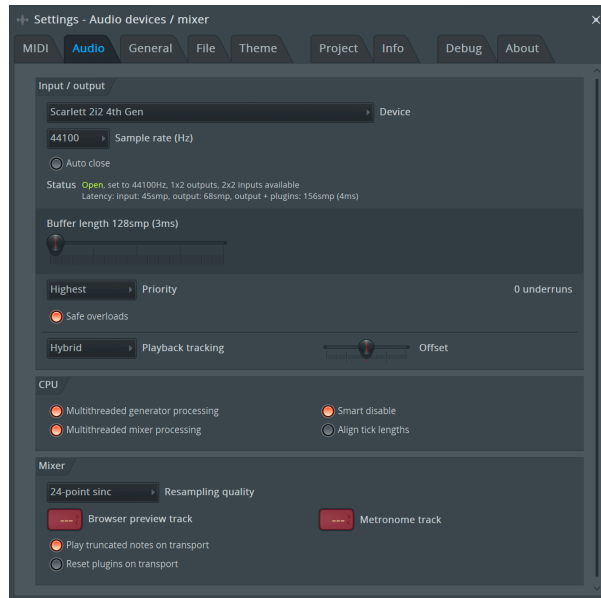 Settings - Audio devices / mixer
MIDI Audio General File Theme Project Info Debug About
Input / output
Scarlett 2i2 4th Gen Device
44100 Sample rate (Hz)
Auto close
Status Open, set to 44100Hz, 1x2 outputs, 2x2 inputs available
Latency: input: 45smp, output: 68smp, output + plugins: 156smp (4ms)
Buffer length 128smp (3ms)
Highest Priority 0 underruns
Safe overloads
Hybrid Playback tracking Offset
CPU
Multithreaded generator processing Smart disable
Multithreaded mixer processing Align tick lengths
Mixer
24-point sinc Resampling quality
--- Browser preview track --- Metronome track
Play truncated notes on transport
Reset plugins on transport